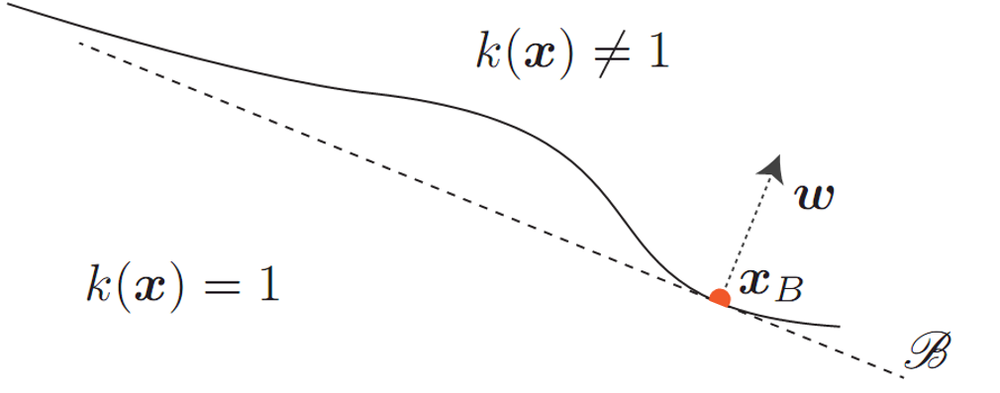 k(𝒙) ≠ 1
𝒘
k(𝒙) = 1
𝒙_B
ℬ